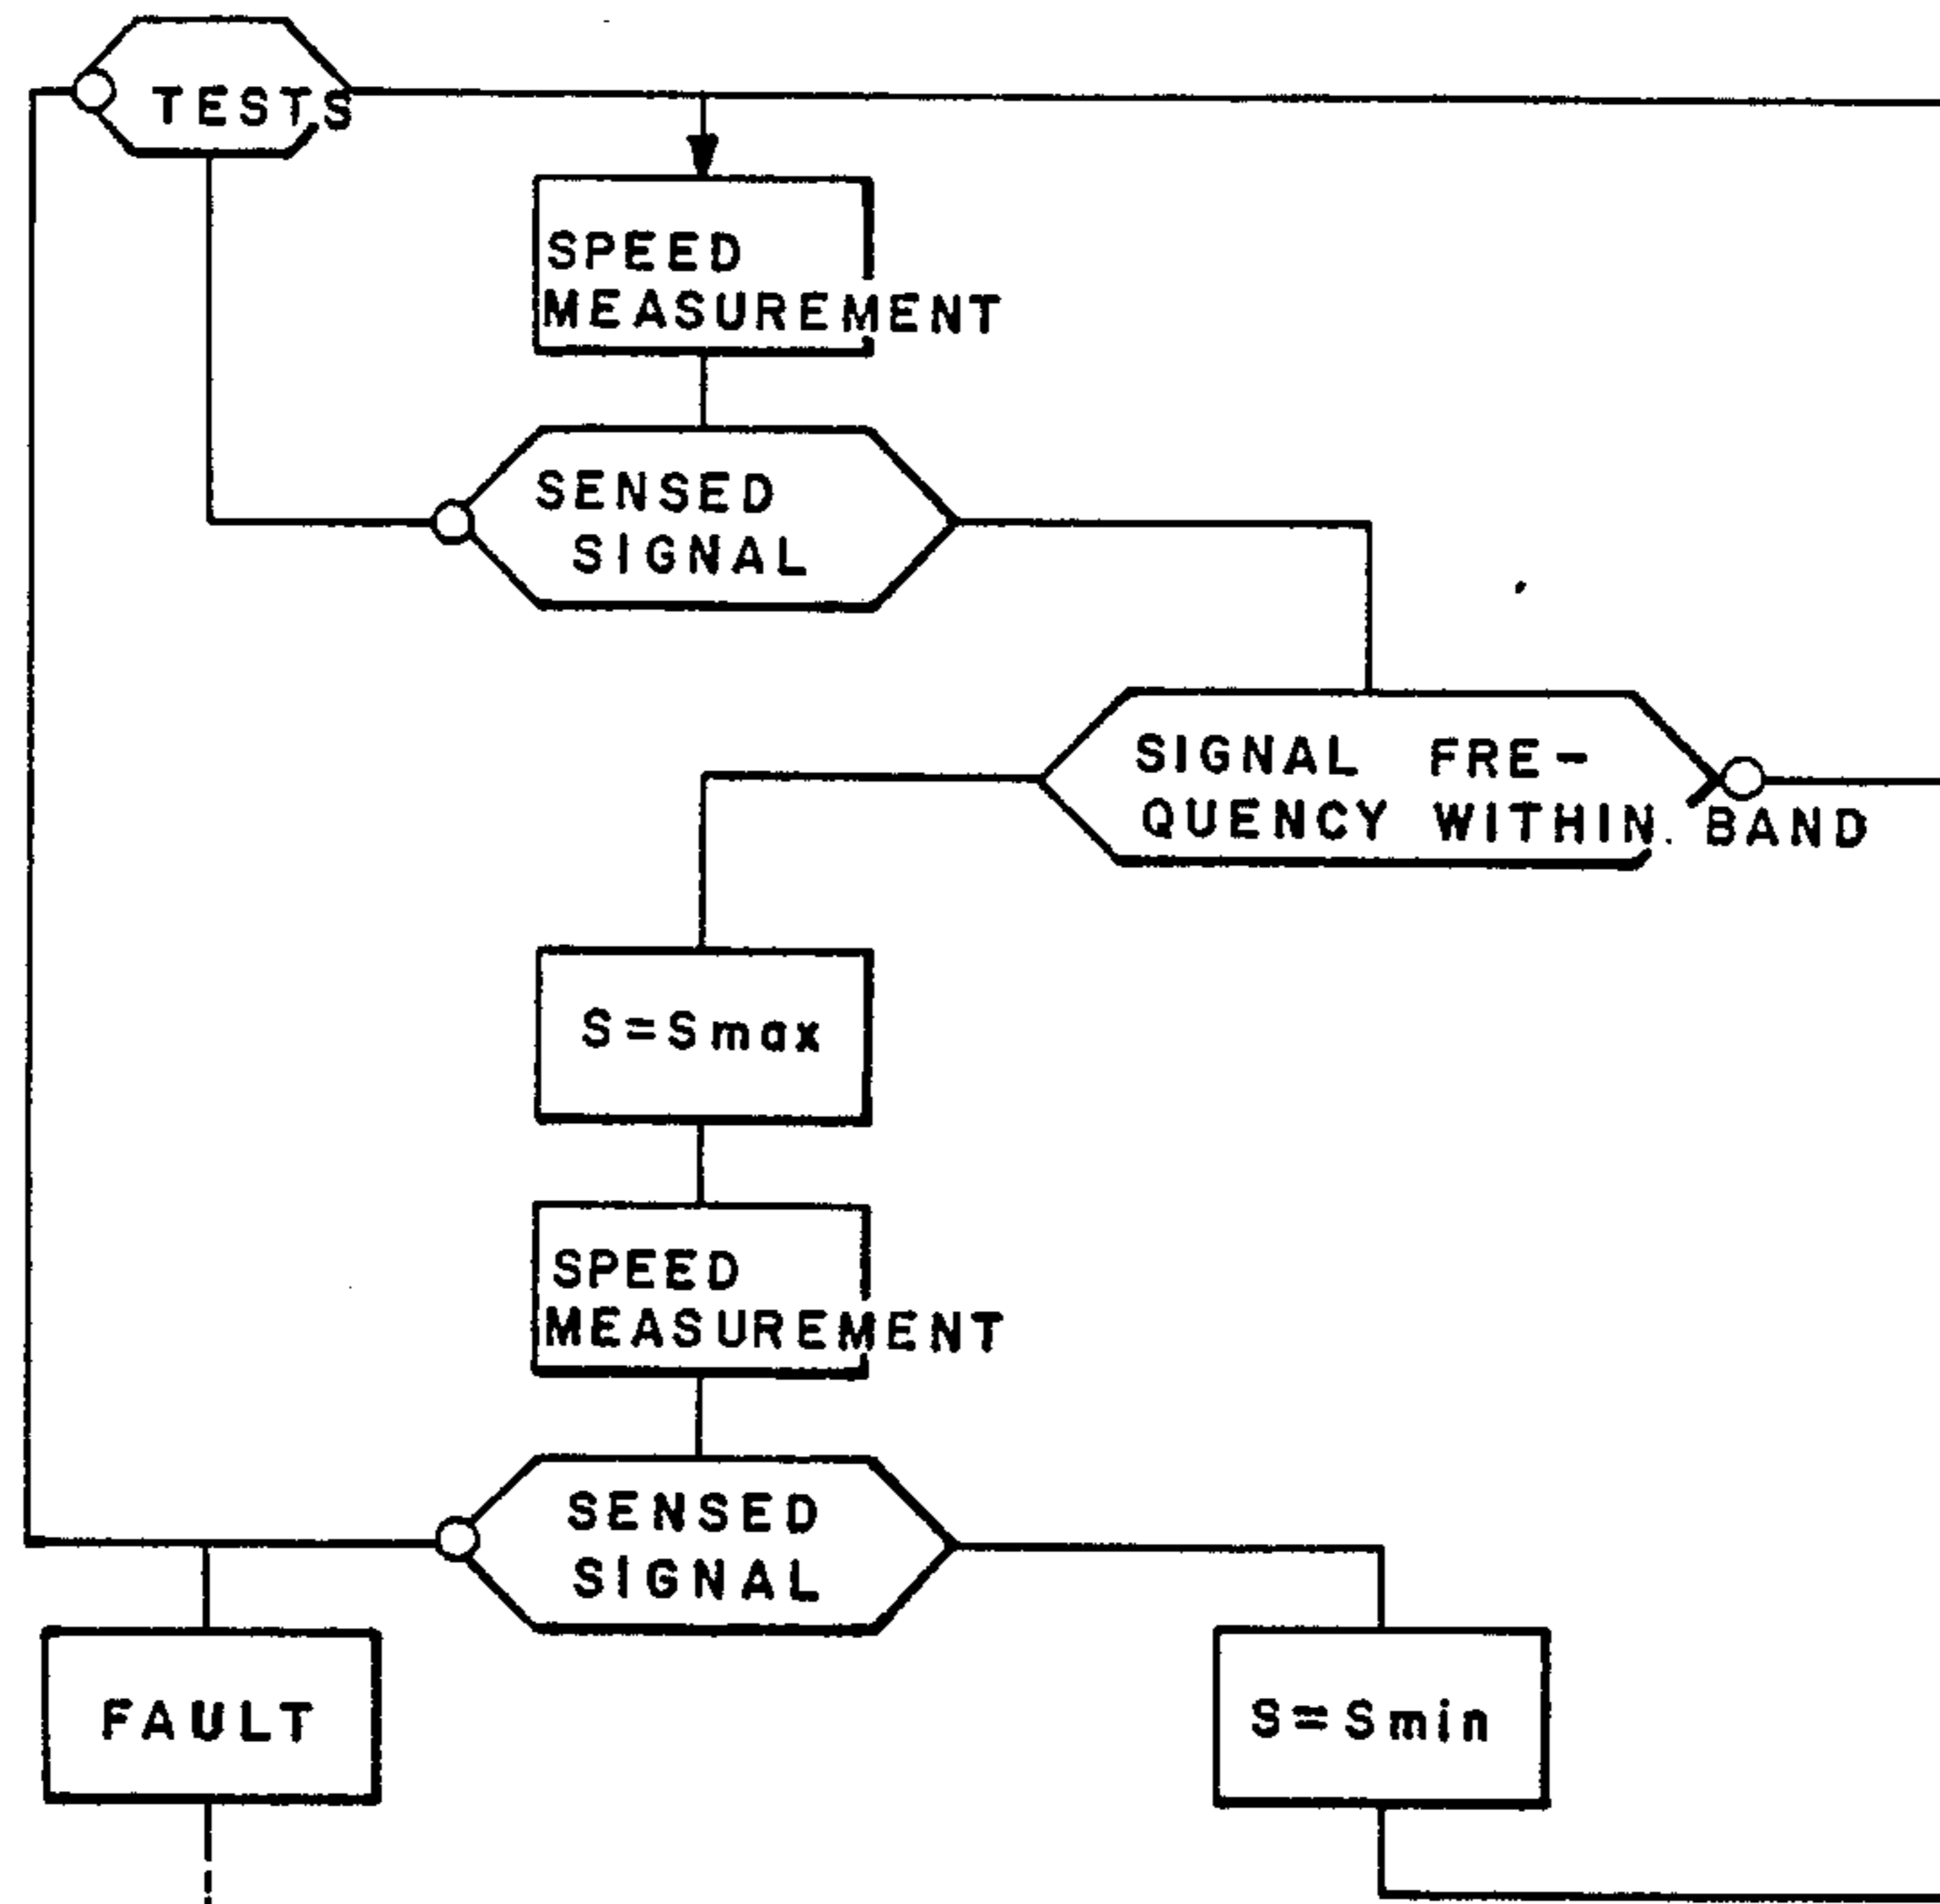 TESTS
SPEED
MEASUREMENT
SENSED
SIGNAL
SIGNAL FRE-
QUENCY WITHIN. BAND
S=Smax
SPEED
MEASUREMENT
SENSED
SIGNAL
FAULT
S=Smin